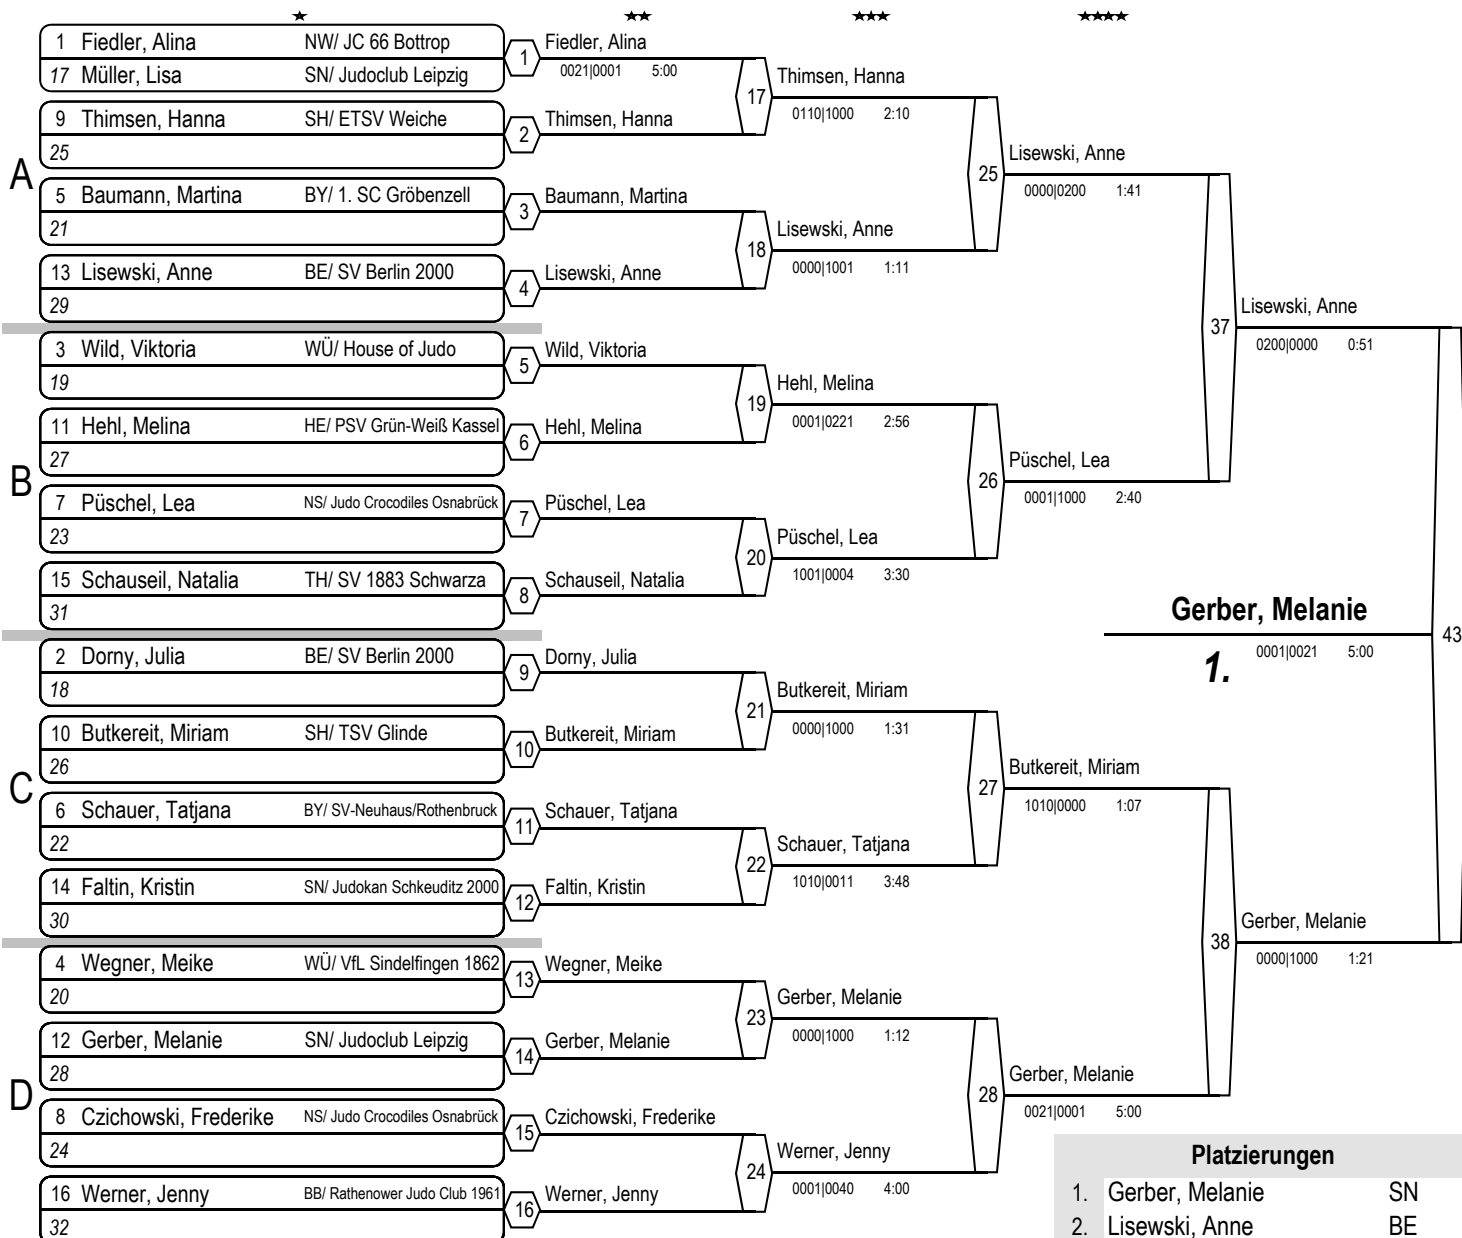 1 Fiedler, Alina NW/ JC 66 Bottrop
17 Müller, Lisa SN/ Judoclub Leipzig
9 Thimsen, Hanna SH/ ETSV Weiche
25
A
5 Baumann, Martina BY/ 1. SC Gröbenzell
21
13 Lisewski, Anne BE/ SV Berlin 2000
29
3 Wild, Viktoria WÜ/ House of Judo
19
11 Hehl, Melina HE/ PSV Grün-Weiß Kassel
27
B
7 Püschel, Lea NS/ Judo Crocodiles Osnabrück
23
15 Schauseil, Natalia TH/ SV 1883 Schwarza
31
2 Dorny, Julia BE/ SV Berlin 2000
18
10 Butkereit, Miriam SH/ TSV Glinde
26
C
6 Schauer, Tatjana BY/ SV-Neuhaus/Rothenbruck
22
14 Faltin, Kristin SN/ Judokan Schkeuditz 2000
30
4 Wegner, Meike WÜ/ VfL Sindelfingen 1862
20
12 Gerber, Melanie SN/ Judoclub Leipzig
28
D
8 Czichowski, Frederike NS/ Judo Crocodiles Osnabrück
24
16 Werner, Jenny BB/ Rathenower Judo Club 1961
32
1 Fiedler, Alina
0021|0001 5:00
2 Thimsen, Hanna
3 Baumann, Martina
4 Lisewski, Anne
5 Wild, Viktoria
6 Hehl, Melina
7 Püschel, Lea
8 Schauseil, Natalia
9 Dorny, Julia
10 Butkereit, Miriam
11 Schauer, Tatjana
12 Faltin, Kristin
13 Wegner, Meike
14 Gerber, Melanie
15 Czichowski, Frederike
16 Werner, Jenny
17 Thimsen, Hanna
0110|1000 2:10
18 Lisewski, Anne
0000|1001 1:11
19 Hehl, Melina
0001|0221 2:56
20 Püschel, Lea
1001|0004 3:30
21 Butkereit, Miriam
0000|1000 1:31
22 Schauer, Tatjana
1010|0011 3:48
23 Gerber, Melanie
0000|1000 1:12
24 Werner, Jenny
0001|0040 4:00
25 Lisewski, Anne
0000|0200 1:41
26 Püschel, Lea
0001|1000 2:40
27 Butkereit, Miriam
1010|0000 1:07
28 Gerber, Melanie
0021|0001 5:00
37 Lisewski, Anne
0200|0000 0:51
38 Gerber, Melanie
0000|1000 1:21
Gerber, Melanie
43
1. 0001|0021 5:00
Platzierungen
1. Gerber, Melanie SN
2. Lisewski, Anne BE